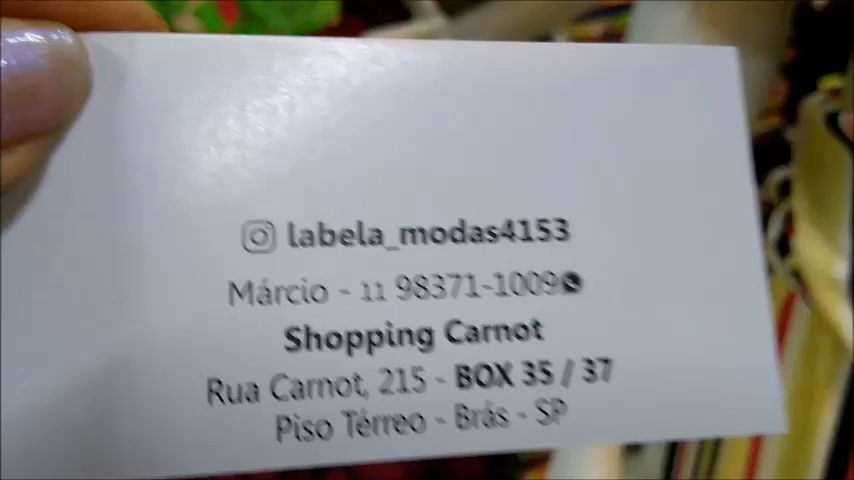 labela_modas4153
Márcio - 11 98371-1009
Shopping Carnot
Rua Carnot, 215 - BOX 35 / 37
Piso Térreo - Brás - SP